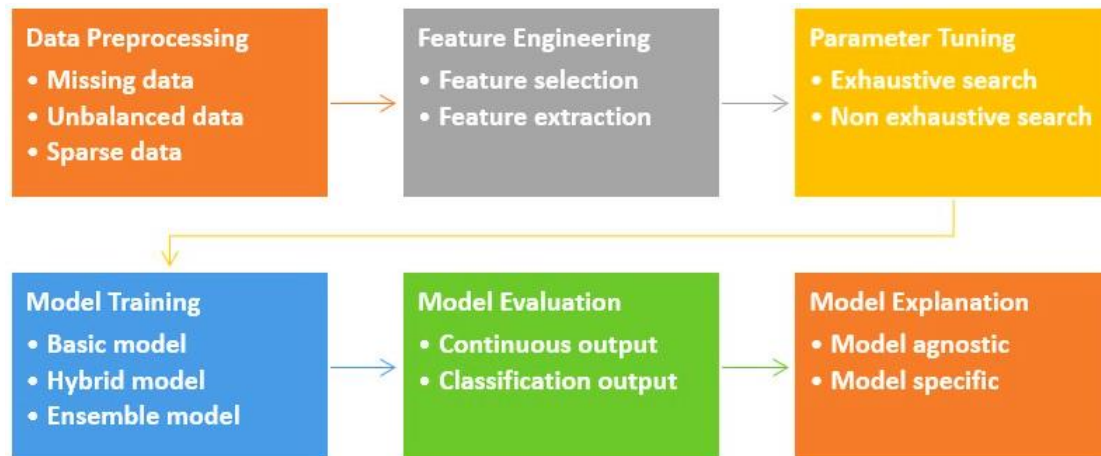 Data Preprocessing
• Missing data
• Unbalanced data
• Sparse data
Feature Engineering
• Feature selection
• Feature extraction
Parameter Tuning
• Exhaustive search
• Non exhaustive search
Model Training
• Basic model
• Hybrid model
• Ensemble model
Model Evaluation
• Continuous output
• Classification output
Model Explanation
• Model agnostic
• Model specific